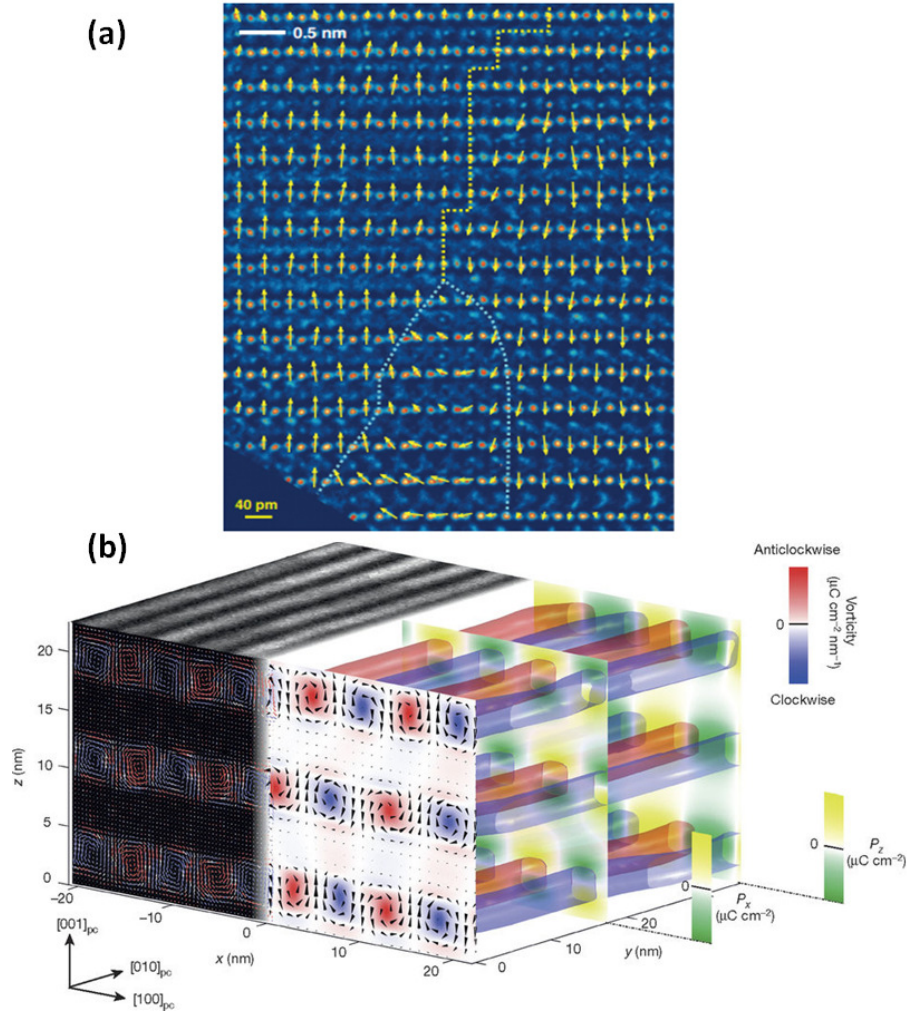 (a)
0.5 nm
40 pm
(b)
Anticlockwise
0
Vorticity
(μC cm⁻² nm⁻¹)
Clockwise
20
15
10
5
0
z (nm)
−20
−10
0
10
20
x (nm)
0
10
20
y (nm)
0
Pₓ
(μC cm⁻²)
0
P_z
(μC cm⁻²)
[001]pc
[010]pc
[100]pc